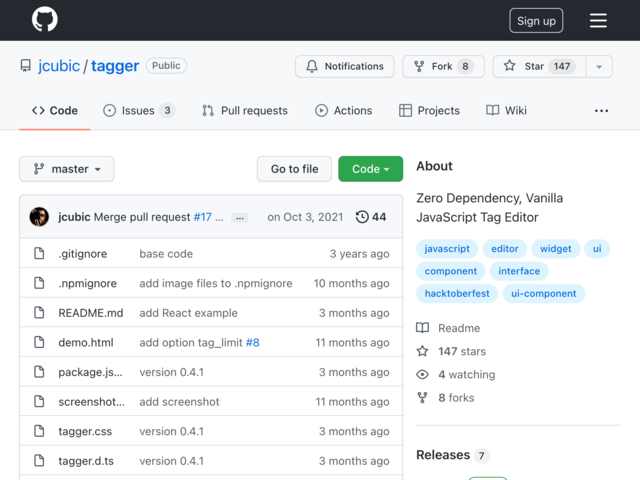 Sign up
jcubic / tagger Public
Notifications Fork 8 Star 147
Code Issues 3 Pull requests Actions Projects Wiki
master Go to file Code
About
Zero Dependency, Vanilla
JavaScript Tag Editor
jcubic Merge pull request #17 ... on Oct 3, 2021 44
.gitignore base code 3 years ago
.npmignore add image files to .npmignore 10 months ago
README.md add React example 3 months ago
demo.html add option tag_limit #8 11 months ago
package.js... version 0.4.1 3 months ago
screenshot... add screenshot 11 months ago
tagger.css version 0.4.1 3 months ago
tagger.d.ts version 0.4.1 3 months ago
javascript editor widget ui
component interface
hacktoberfest ui-component
Readme
147 stars
4 watching
8 forks
Releases 7